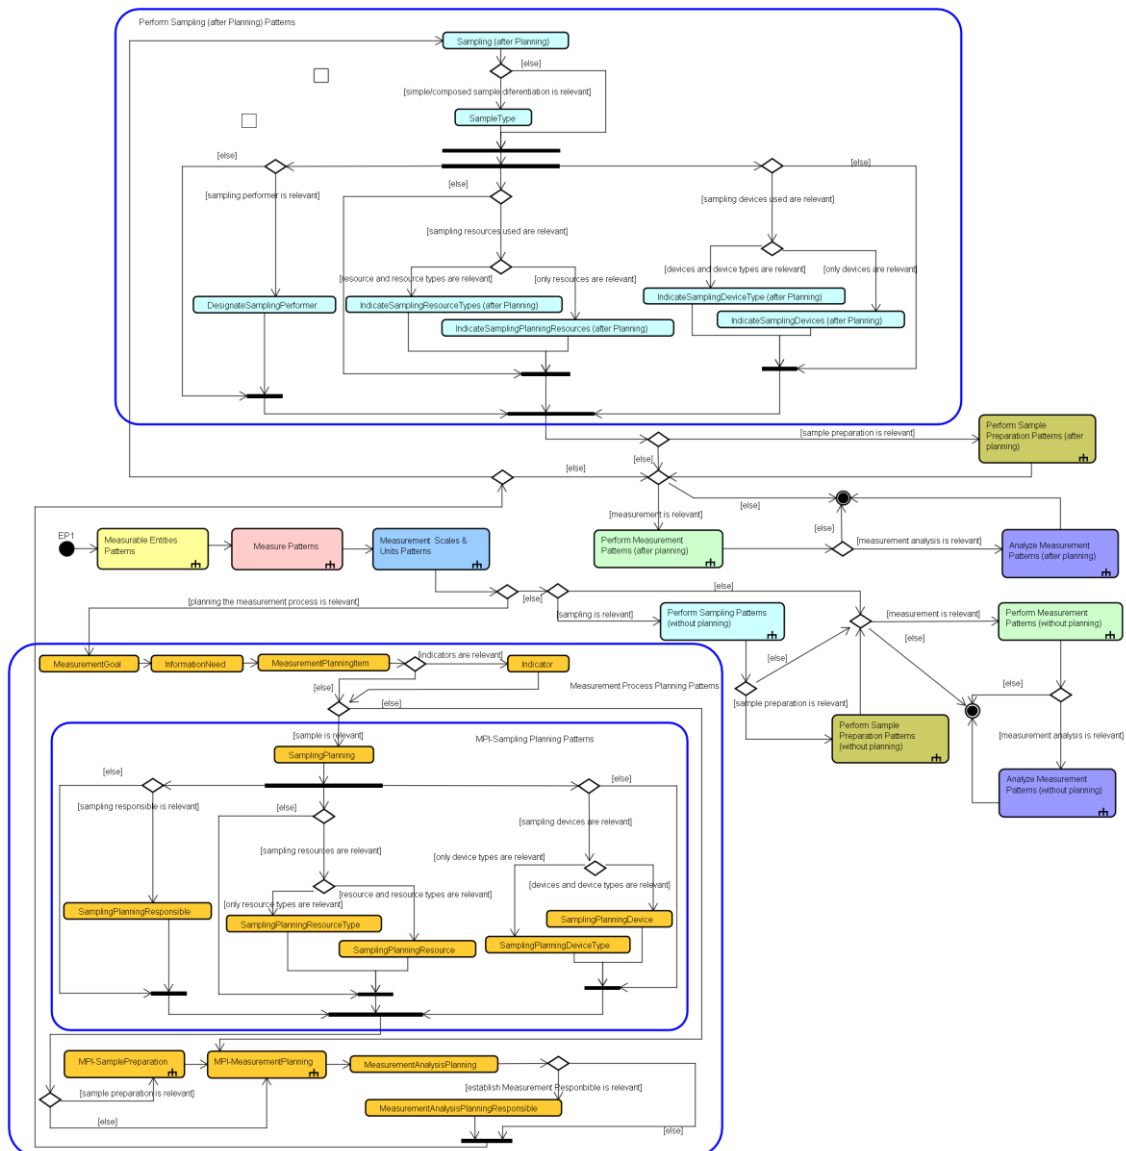 Perform Sampling (after Planning) Patterns
Sampling (after Planning)
[else]
[simple/composed sample diferentiation is relevant]
SampleType
[else]
[else]
[else]
[sampling performer is relevant]
[sampling devices used are relevant]
[sampling resources used are relevant]
[devices and device types are relevant]
[only devices are relevant]
[resource and resource types are relevant]
[only resources are relevant]
IndicateSamplingDeviceType (after Planning)
DesignateSamplingPerformer
IndicateSamplingResourceTypes (after Planning)
IndicateSamplingDevices (after Planning)
IndicateSamplingPlanningResources (after Planning)
Perform Sample
Preparation Patterns (after
planning)
[sample preparation is relevant]
[else]
[else]
[else]
[measurement is relevant]
EP1
Measurable Entities
Patterns
Measure Patterns
Measurement Scales &
Units Patterns
Perform Measurement
Patterns (after planning)
[else]
[measurement analysis is relevant]
Analyze Measurement
Patterns (after planning)
[else]
[planning the measurement process is relevant]
[else]
[sampling is relevant]
Perform Sampling Patterns
(without planning)
[measurement is relevant]
Perform Measurement
Patterns (without planning)
[else]
MeasurementGoal
InformationNeed
MeasurementPlanningItem
[indicators are relevant]
Indicator
[else]
[else]
Measurement Process Planning Patterns
[else]
[else]
[sample preparation is relevant]
Perform Sample
Preparation Patterns
(without planning)
[measurement analysis is relevant]
Analyze Measurement
Patterns (without planning)
[sample is relevant]
MPI-Sampling Planning Patterns
SamplingPlanning
[else]
[else]
[else]
[sampling responsible is relevant]
[sampling devices are relevant]
[sampling resources are relevant]
[only device types are relevant]
[devices and device types are relevant]
[resource and resource types are relevant]
[only resource types are relevant]
SamplingPlanningResponsible
SamplingPlanningResourceType
SamplingPlanningDevice
SamplingPlanningResource
SamplingPlanningDeviceType
MPI-SamplePreparation
MPI-MeasurementPlanning
MeasurementAnalysisPlanning
[else]
[sample preparation is relevant]
[establish Measurement Responbible is relevant]
MeasurementAnalysisPlanningResponsible
[else]
[else]